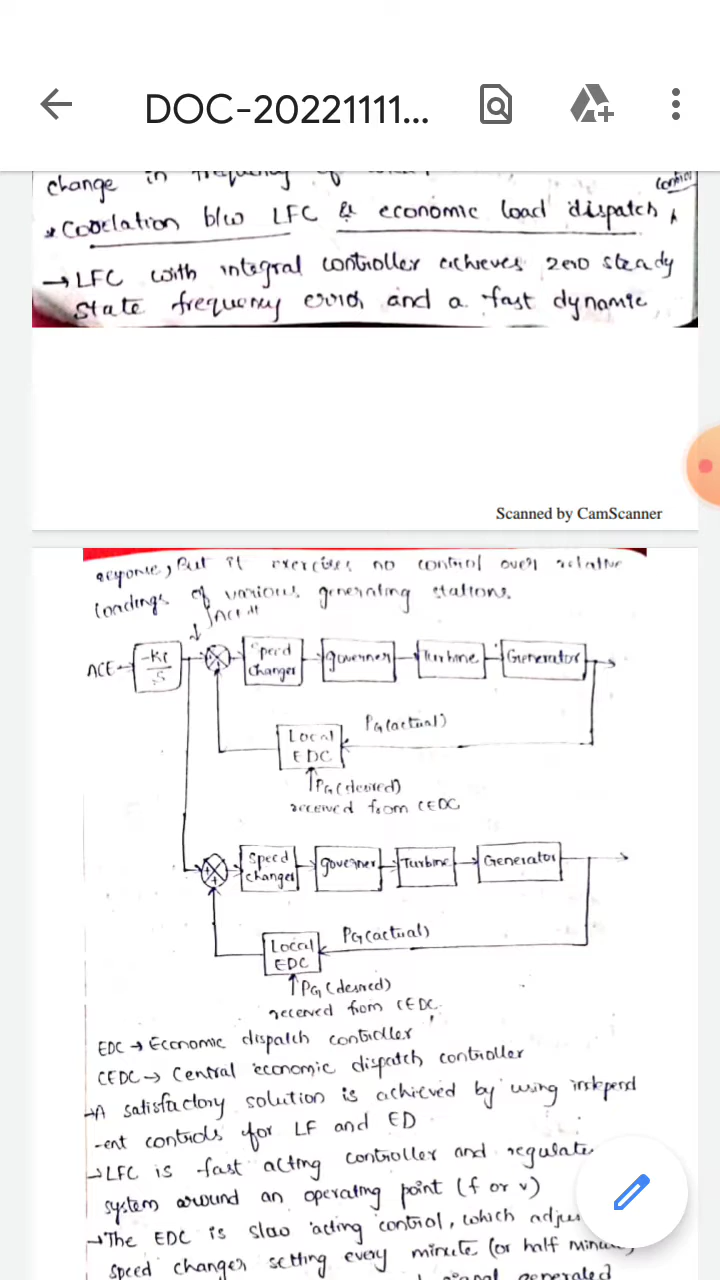 DOC-20221111...
change in
control
* Coorelation b/w LFC & economic load dispatch
→ LFC with integral controller achieves zero steady
state frequency error and a fast dynamic
Scanned by CamScanner
response, But it exercises no control over relative
loadings of various generating stations.
ACE
-Ki
S
Speed
changer
governer
Turbine
Generator
PG(actual)
Local
EDC
PG (desired)
received from CEDC
Speed
changer
governer
Turbine
Generator
PG(actual)
Local
EDC
PG (desired)
received from CEDC
EDC → Economic dispatch controller
CEDC → Central economic dispatch controller
→ A satisfactory solution is achieved by using independ
-ent controls for LF and ED
→ LFC is fast acting controller and regulate
system around an operating point (f or v)
→ The EDC is slow acting control, which
speed changer setting every minute (or half
generated